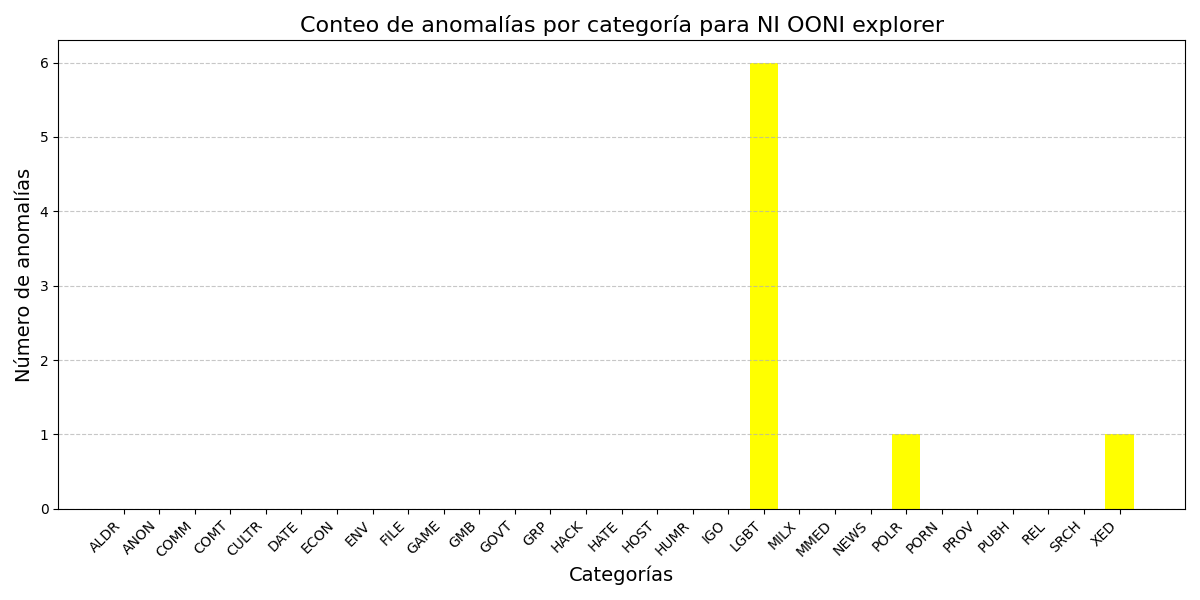 Conteo de anomalías por categoría para NI OONI explorer
Número de anomalías
6
5
4
3
2
1
0
ALDR
ANON
COMM
COMT
CULTR
DATE
ECON
ENV
FILE
GAME
GMB
GOVT
GRP
HACK
HATE
HOST
HUMR
IGO
LGBT
MILX
MMED
NEWS
POLR
PORN
PROV
PUBH
REL
SRCH
XED
Categorías